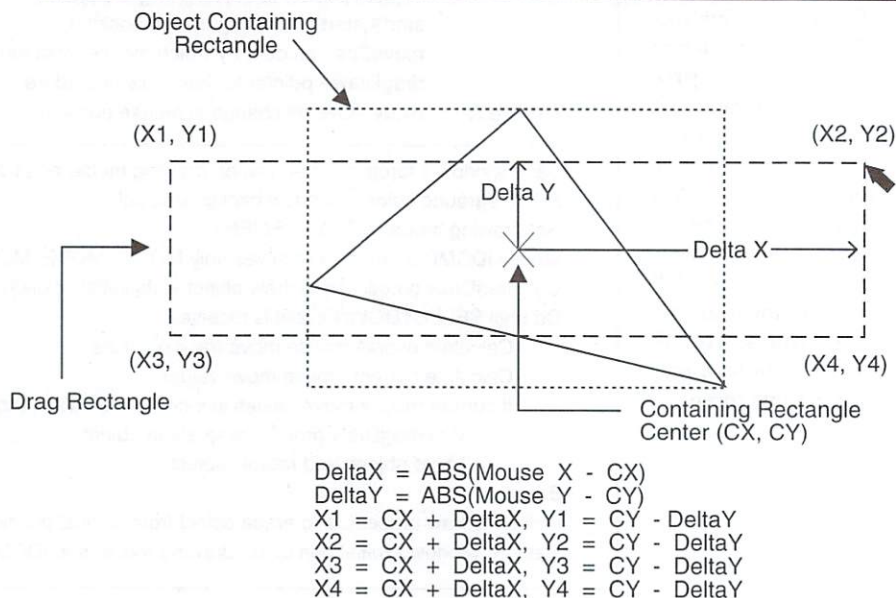 Object Containing
Rectangle
(X1, Y1)
(X2, Y2)
Delta Y
Delta X
(X3, Y3)
(X4, Y4)
Drag Rectangle
Containing Rectangle
Center (CX, CY)
DeltaX = ABS(Mouse X - CX)
DeltaY = ABS(Mouse Y - CY)
X1 = CX + DeltaX, Y1 = CY - DeltaY
X2 = CX + DeltaX, Y2 = CY - DeltaY
X3 = CX + DeltaX, Y3 = CY - DeltaY
X4 = CX + DeltaX, Y4 = CY - DeltaY